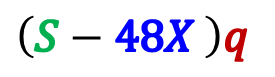 (S − 48X )q